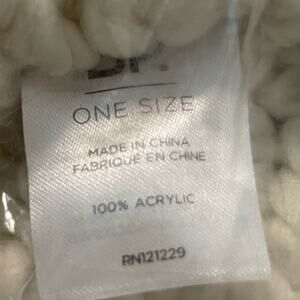 ONE SIZE
MADE IN CHINA
FABRIQUÉ EN CHINE
100% ACRYLIC
RN121229